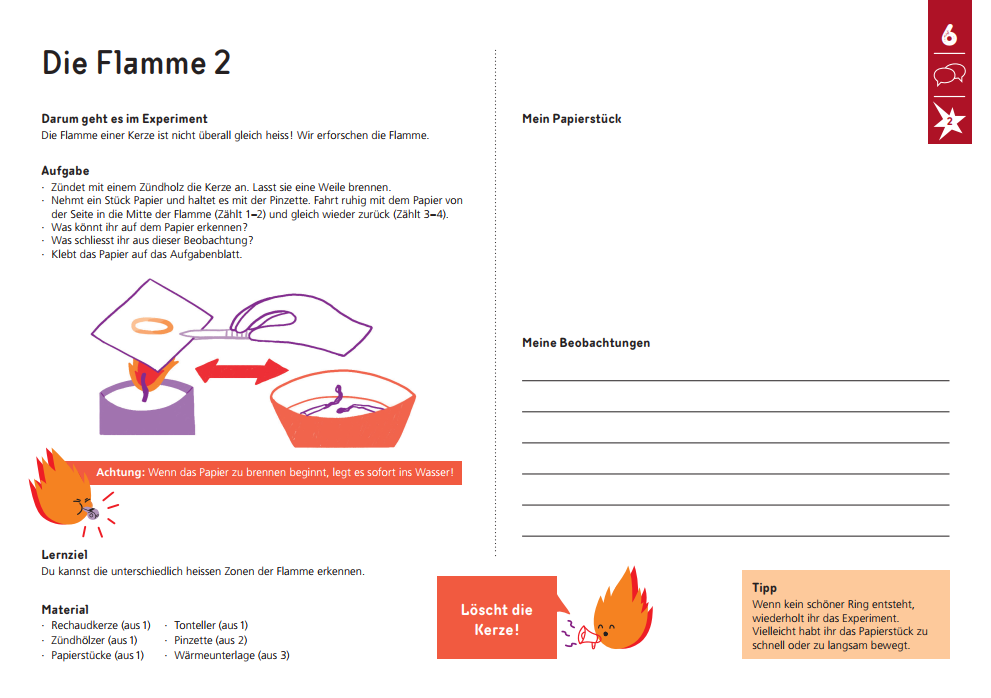 Die Flamme 2
Darum geht es im Experiment
Die Flamme einer Kerze ist nicht überall gleich heiss! Wir erforschen die Flamme.
Aufgabe
· Zündet mit einem Zündholz die Kerze an. Lasst sie eine Weile brennen.
· Nehmt ein Stück Papier und haltet es mit der Pinzette. Fahrt ruhig mit dem Papier von
der Seite in die Mitte der Flamme (Zählt 1–2) und gleich wieder zurück (Zählt 3–4).
· Was könnt ihr auf dem Papier erkennen?
· Was schliesst ihr aus dieser Beobachtung?
· Klebt das Papier auf das Aufgabenblatt.
Achtung: Wenn das Papier zu brennen beginnt, legt es sofort ins Wasser!
Lernziel
Du kannst die unterschiedlich heissen Zonen der Flamme erkennen.
Material
· Rechaudkerze (aus 1)
· Zündhölzer (aus 1)
· Papierstücke (aus 1)
· Tonteller (aus 1)
· Pinzette (aus 2)
· Wärmeunterlage (aus 3)
Mein Papierstück
Meine Beobachtungen
Löscht die
Kerze!
Tipp
Wenn kein schöner Ring entsteht,
wiederholt ihr das Experiment.
Vielleicht habt ihr das Papierstück zu
schnell oder zu langsam bewegt.
6
2